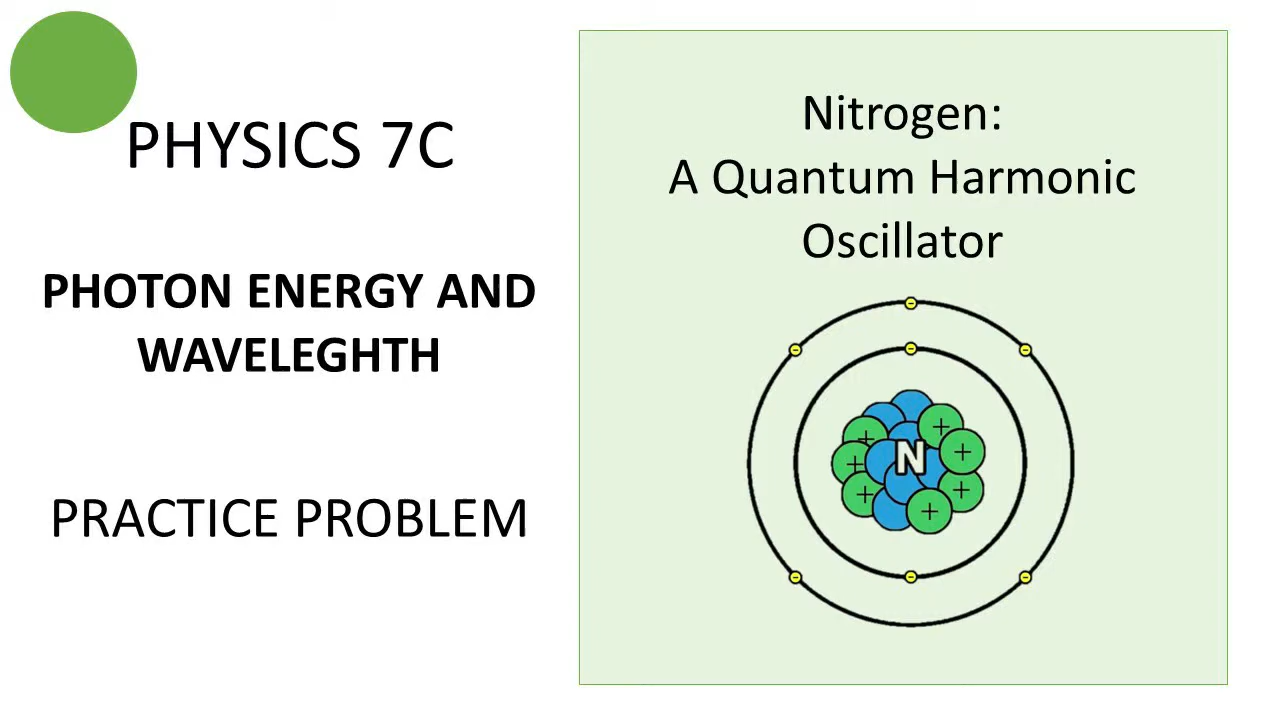 PHYSICS 7C
PHOTON ENERGY AND
WAVELEGHTH
PRACTICE PROBLEM
Nitrogen:
A Quantum Harmonic
Oscillator
N